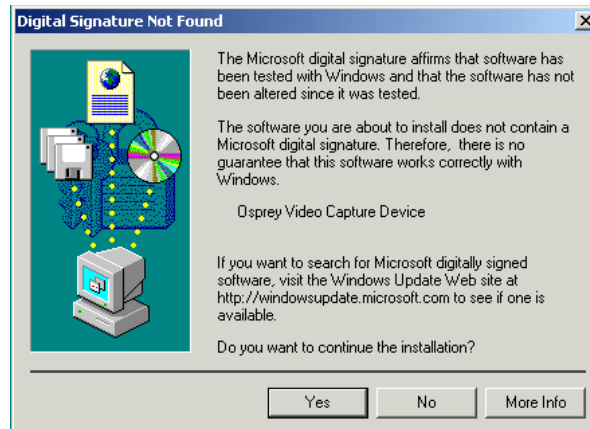 Digital Signature Not Found
The Microsoft digital signature affirms that software has
been tested with Windows and that the software has not
been altered since it was tested.
The software you are about to install does not contain a
Microsoft digital signature. Therefore, there is no
guarantee that this software works correctly with
Windows.
Osprey Video Capture Device
If you want to search for Microsoft digitally signed
software, visit the Windows Update Web site at
http://windowsupdate.microsoft.com to see if one is
available.
Do you want to continue the installation?
Yes No More Info